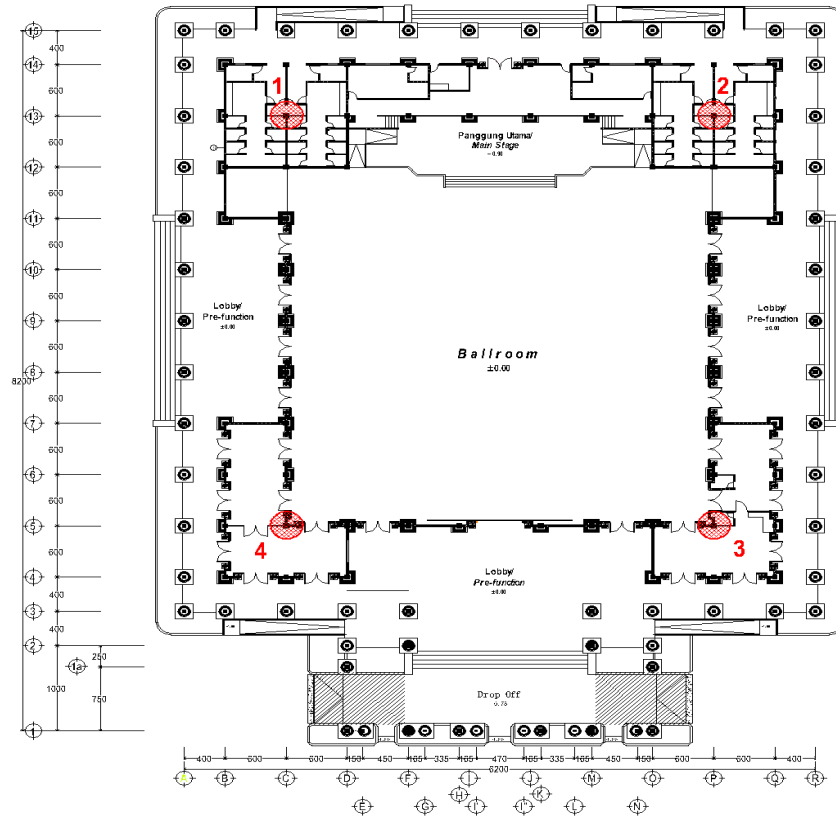 15
14
13
12
11
10
9
8
7
6
5
4
3
2
1a
1
400
600
600
600
600
600
600
600
600
600
600
400
400
1000
250
750
8200
1
2
3
4
Panggung Utama/
Main Stage
Lobby/
Pre-function
±0.00
Ballroom
±0.00
Lobby/
Pre-function
±0.00
Lobby/
Pre-function
±0.00
Drop Off
400
600
600
150
450
165
335
165
470
165
335
165
450
150
600
600
400
6200
A
B
C
D
F
I
J
M
O
P
Q
R
H
K
E
G
I'
I''
L
N